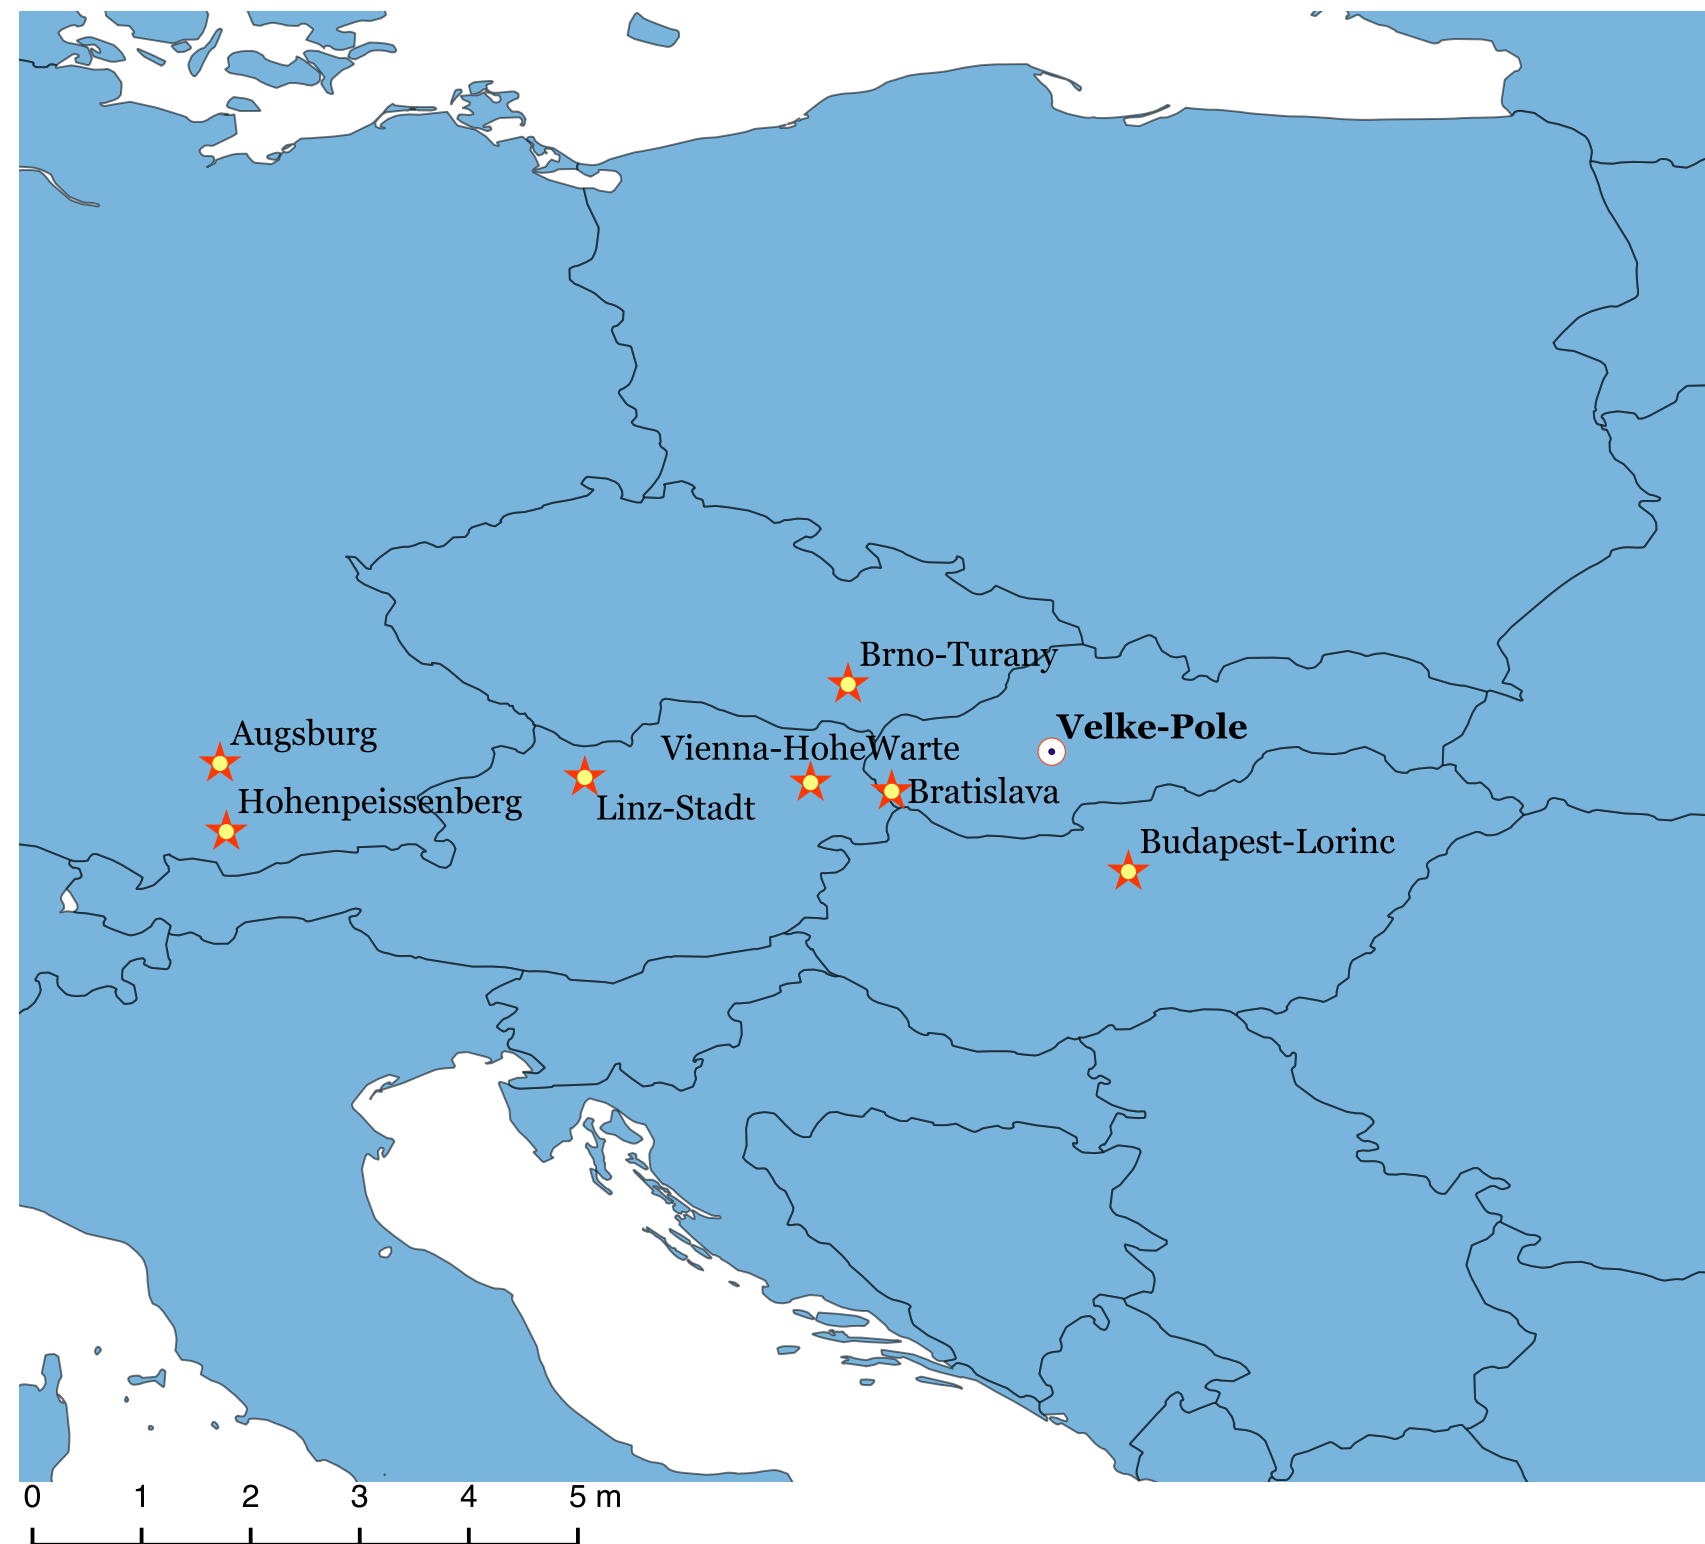 Brno-Turany
Velke-Pole
Augsburg
Vienna-HoheWarte
Hohenpeissenberg
Linz-Stadt
Bratislava
Budapest-Lorinc
0 1 2 3 4 5 m